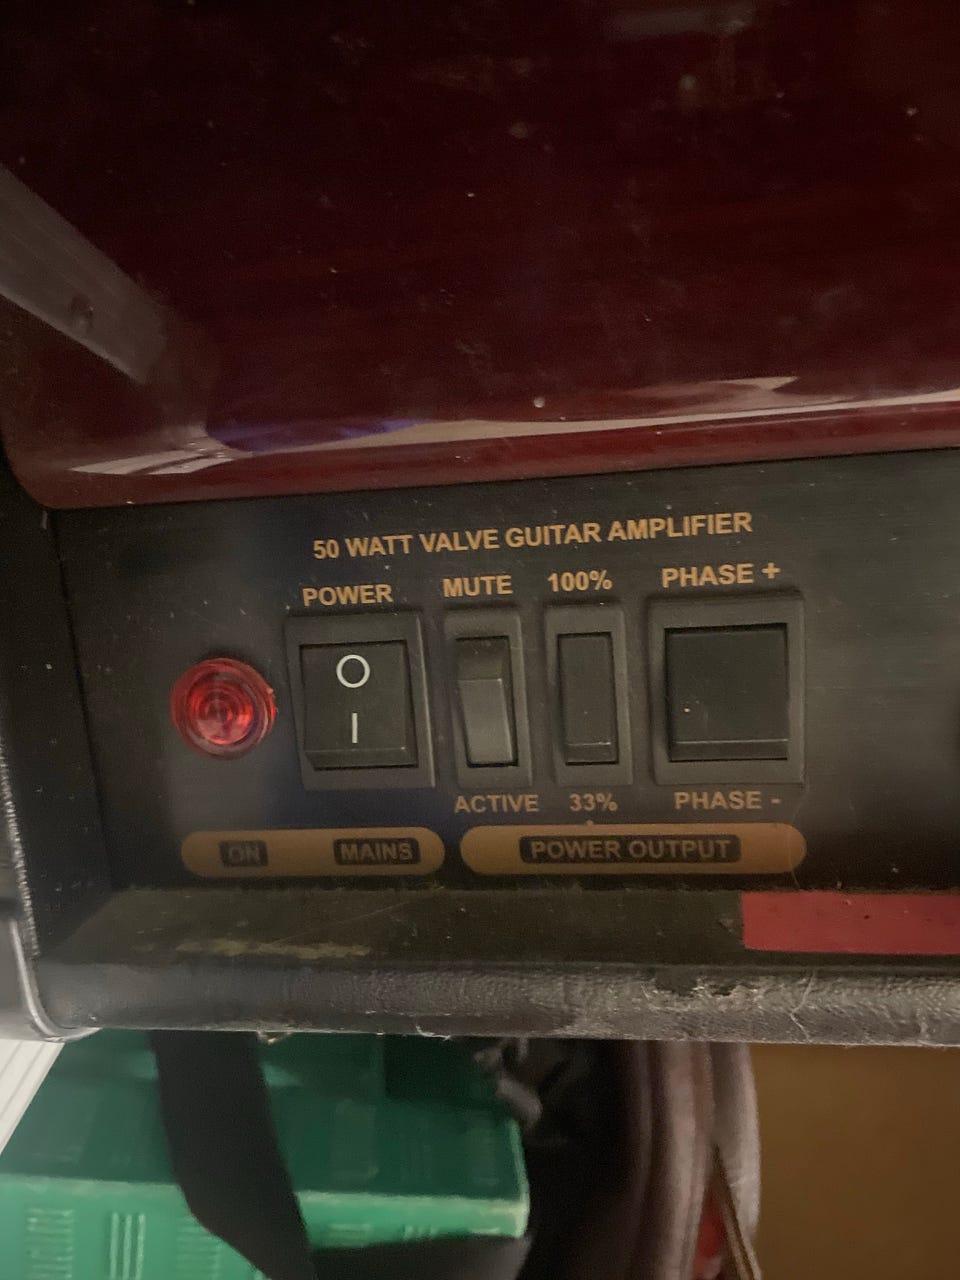 50 WATT VALVE GUITAR AMPLIFIER
POWER MUTE 100% PHASE +
O
I
ACTIVE 33% PHASE -
ON MAINS POWER OUTPUT